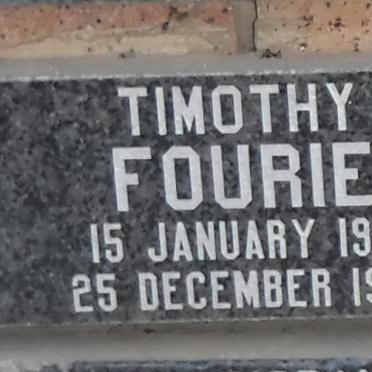 TIMOTHY
FOURIE
15 JANUARY 19
25 DECEMBER 19